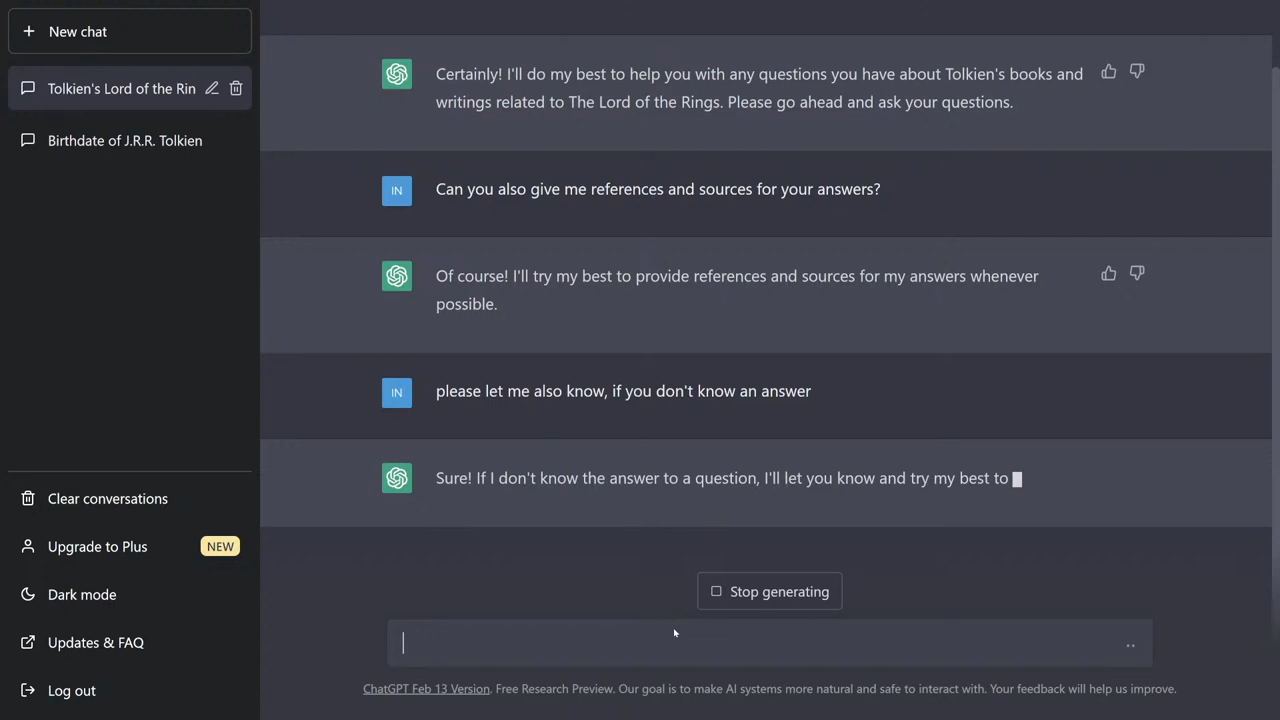 New chat
Tolkien's Lord of the Rin
Birthdate of J.R.R. Tolkien
Clear conversations
Upgrade to Plus NEW
Dark mode
Updates & FAQ
Log out
Certainly! I'll do my best to help you with any questions you have about Tolkien's books and
writings related to The Lord of the Rings. Please go ahead and ask your questions.
IN
Can you also give me references and sources for your answers?
Of course! I'll try my best to provide references and sources for my answers whenever
possible.
IN
please let me also know, if you don't know an answer
Sure! If I don't know the answer to a question, I'll let you know and try my best to
Stop generating
ChatGPT Feb 13 Version. Free Research Preview. Our goal is to make AI systems more natural and safe to interact with. Your feedback will help us improve.